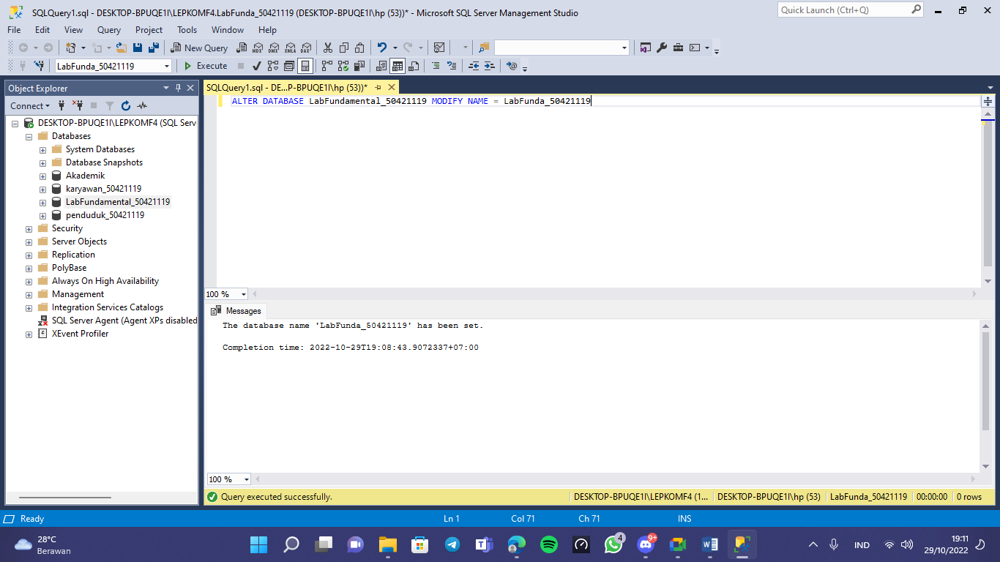 SQLQuery1.sql - DESKTOP-BPUQE1I\LEPKOMF4.LabFunda_50421119 (DESKTOP-BPUQE1I\hp (53))* - Microsoft SQL Server Management Studio
Quick Launch (Ctrl+Q)
File Edit View Query Project Tools Window Help
New Query MDX DMX XMLA DAX
LabFunda_50421119 Execute
Object Explorer
SQLQuery1.sql - DE...P-BPUQE1I\hp (53))*
Connect
DESKTOP-BPUQE1I\LEPKOMF4 (SQL Serv
Databases
System Databases
Database Snapshots
Akademik
karyawan_50421119
LabFundamental_50421119
penduduk_50421119
Security
Server Objects
Replication
PolyBase
Always On High Availability
Management
Integration Services Catalogs
SQL Server Agent (Agent XPs disabled
XEvent Profiler
ALTER DATABASE LabFundamental_50421119 MODIFY NAME = LabFunda_50421119
100 %
Messages
The database name 'LabFunda_50421119' has been set.
Completion time: 2022-10-29T19:08:43.9072337+07:00
100 %
Query executed successfully. DESKTOP-BPUQE1I\LEPKOMF4 (1... DESKTOP-BPUQE1I\hp (53) LabFunda_50421119 00:00:00 0 rows
Ready Ln 1 Col 71 Ch 71 INS
28°C
Berawan
4
9+
IND
19:11
29/10/2022